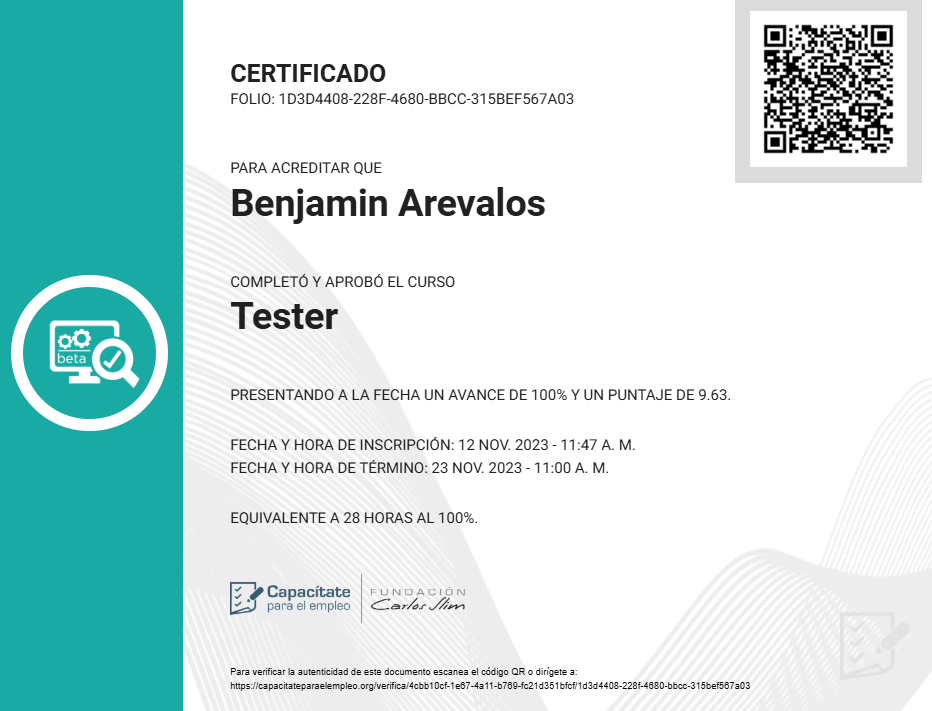 CERTIFICADO
FOLIO: 1D3D4408-228F-4680-BBCC-315BEF567A03
PARA ACREDITAR QUE
Benjamin Arevalos
COMPLETÓ Y APROBÓ EL CURSO
Tester
beta
PRESENTANDO A LA FECHA UN AVANCE DE 100% Y UN PUNTAJE DE 9.63.
FECHA Y HORA DE INSCRIPCIÓN: 12 NOV. 2023 - 11:47 A. M.
FECHA Y HORA DE TÉRMINO: 23 NOV. 2023 - 11:00 A. M.
EQUIVALENTE A 28 HORAS AL 100%.
Capacítate
para el empleo
FUNDACIÓN
Carlos Slim
Para verificar la autenticidad de este documento escanea el código QR o dirígete a:
https://capacitateparaelempleo.org/verifica/4cbb10cf-1e67-4a11-b769-fc21d351bfcf/1d3d4408-228f-4680-bbcc-315bef567a03